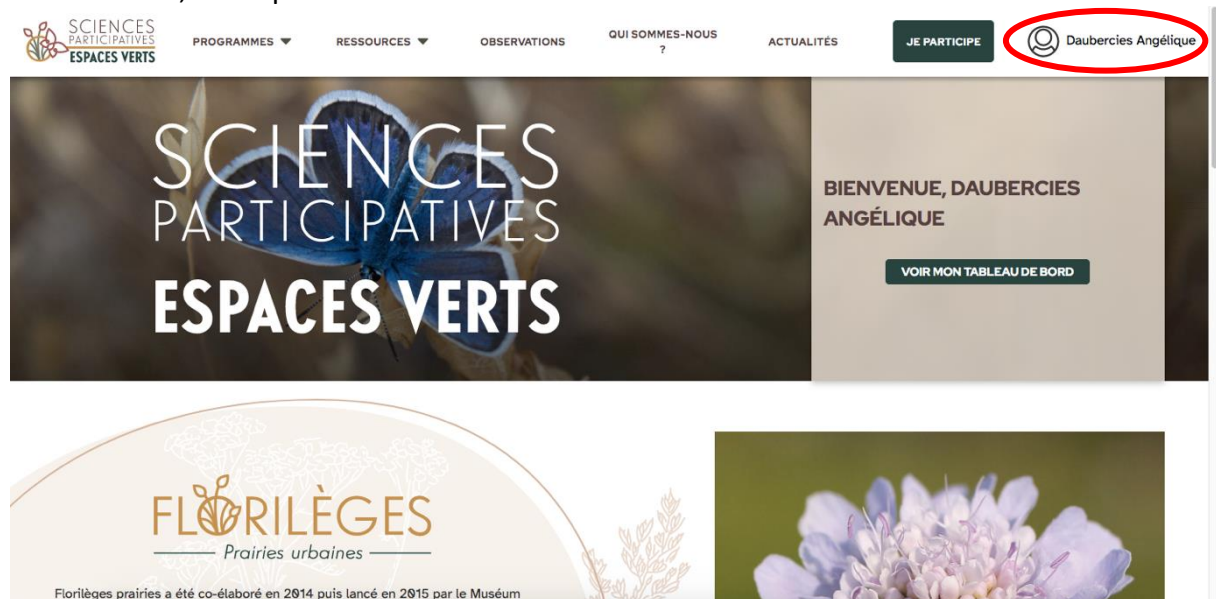 SCIENCES
PARTICIPATIVES
ESPACES VERTS
PROGRAMMES
RESSOURCES
OBSERVATIONS
QUI SOMMES-NOUS
?
ACTUALITÉS
JE PARTICIPE
Daubercies Angélique
SCIENCES
PARTICIPATIVES
ESPACES VERTS
BIENVENUE, DAUBERCIES
ANGÉLIQUE
VOIR MON TABLEAU DE BORD
FLORILÈGES
Prairies urbaines
Florilèges prairies a été co-élaboré en 2014 puis lancé en 2015 par le Muséum